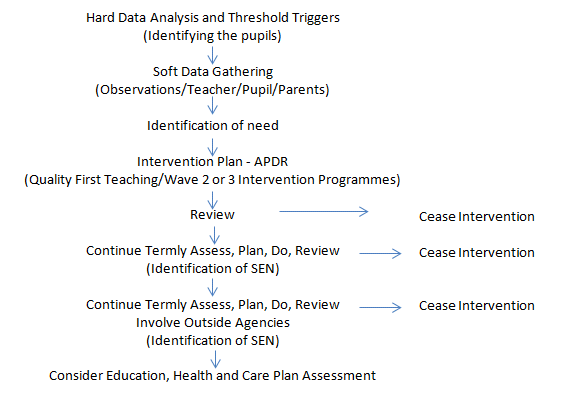 Hard Data Analysis and Threshold Triggers
(Identifying the pupils)
Soft Data Gathering
(Observations/Teacher/Pupil/Parents)
Identification of need
Intervention Plan - APDR
(Quality First Teaching/Wave 2 or 3 Intervention Programmes)
Review
Cease Intervention
Continue Termly Assess, Plan, Do, Review
(Identification of SEN)
Cease Intervention
Continue Termly Assess, Plan, Do, Review
Involve Outside Agencies
(Identification of SEN)
Cease Intervention
Consider Education, Health and Care Plan Assessment